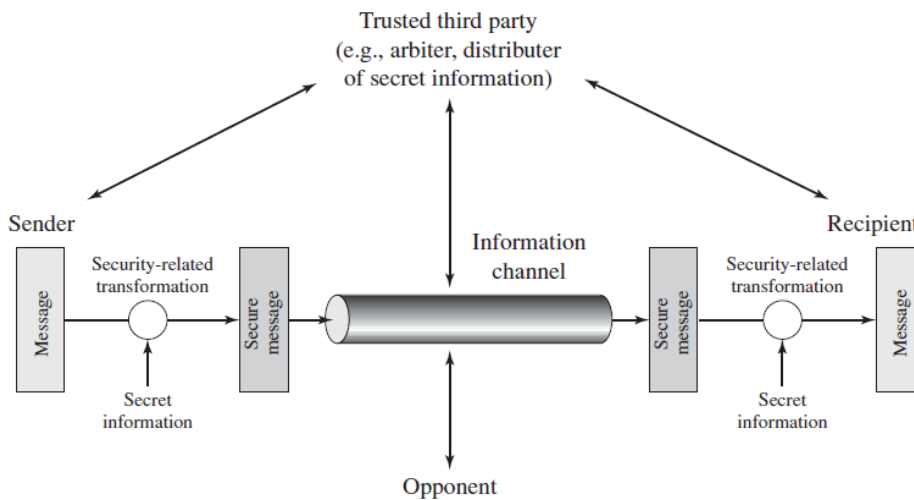 Trusted third party
(e.g., arbiter, distributer
of secret information)
Sender
Recipient
Information
channel
Security-related
transformation
Security-related
transformation
Message
Secure
message
Secure
message
Message
Secret
information
Secret
information
Opponent